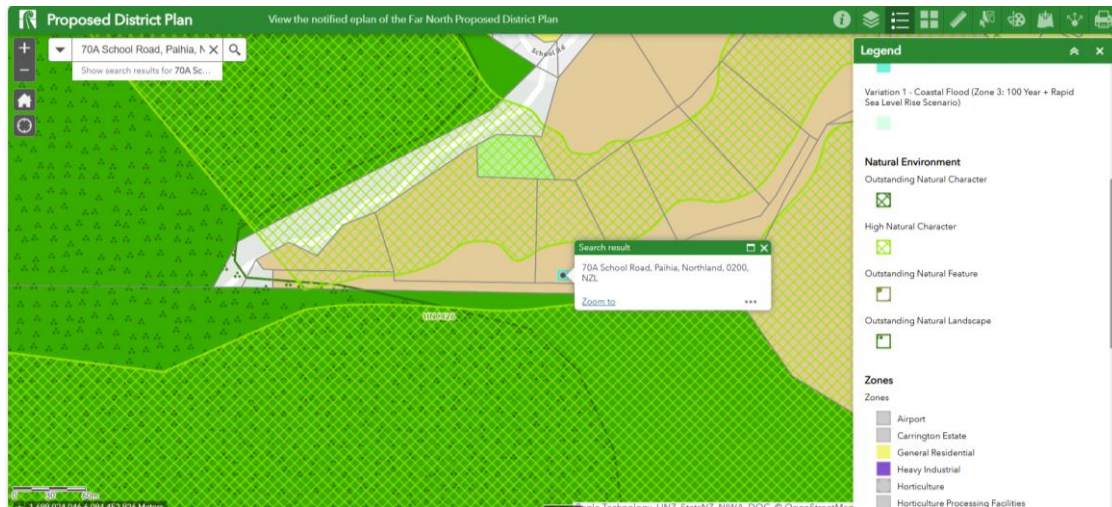 Proposed District Plan
View the notified eplan of the Far North Proposed District Plan
70A School Road, Paihia, N
Show search results for 70A Sc...
School Rd
Search result
70A School Road, Paihia, Northland, 0200,
NZL
Zoom to
Legend
Variation 1 - Coastal Flood (Zone 3: 100 Year + Rapid
Sea Level Rise Scenario)
Natural Environment
Outstanding Natural Character
High Natural Character
Outstanding Natural Feature
Outstanding Natural Landscape
Zones
Zones
Airport
Carrington Estate
General Residential
Heavy Industrial
Horticulture
Horticulture Processing Facilities
0 30 60m